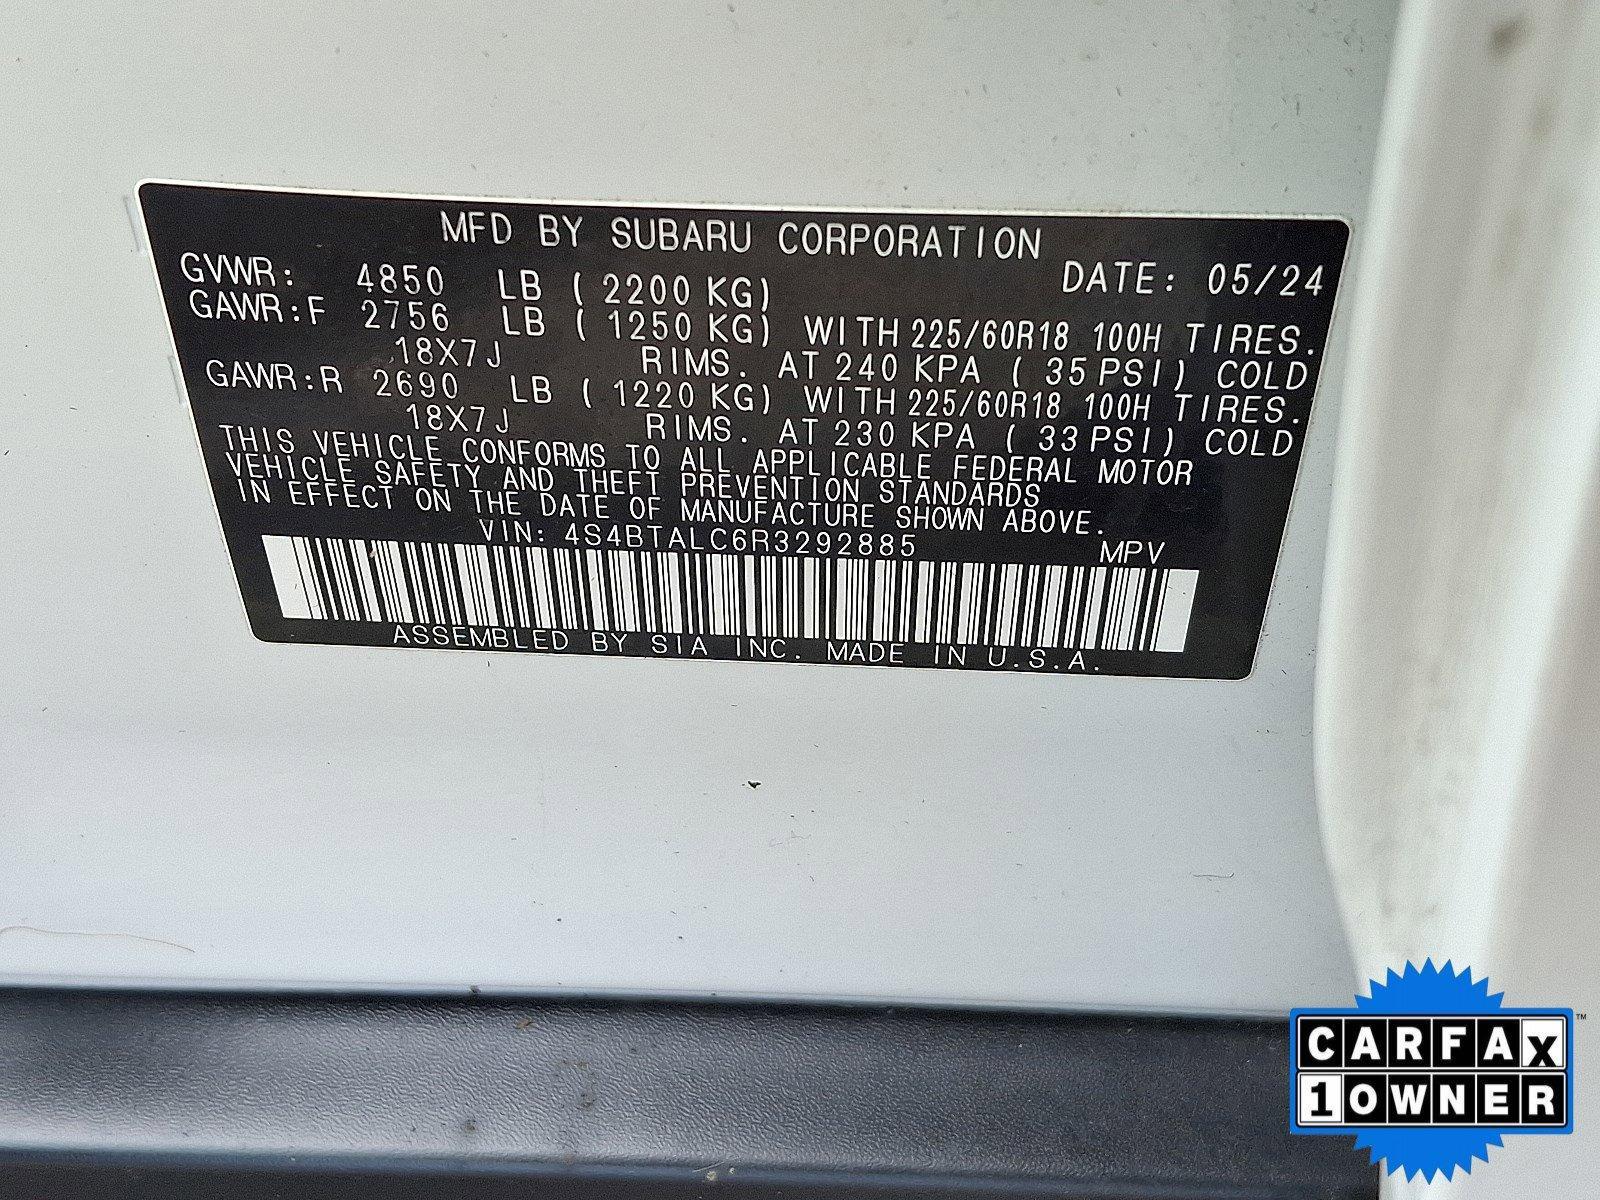 MFD BY SUBARU CORPORATION
GVWR: 4850 LB (2200 KG) DATE: 05/24
GAWR:F 2756 LB (1250 KG) WITH 225/60R18 100H TIRES.
18X7J RIMS. AT 240 KPA (35 PSI) COLD
GAWR:R 2690 LB (1220 KG) WITH 225/60R18 100H TIRES.
18X7J RIMS. AT 230 KPA (33 PSI) COLD
THIS VEHICLE CONFORMS TO ALL APPLICABLE FEDERAL MOTOR
VEHICLE SAFETY AND THEFT PREVENTION STANDARDS
IN EFFECT ON THE DATE OF MANUFACTURE SHOWN ABOVE.
VIN: 4S4BTALC6R3292885 MPV
ASSEMBLED BY SIA INC. MADE IN U.S.A.
CARFAX™
1 OWNER